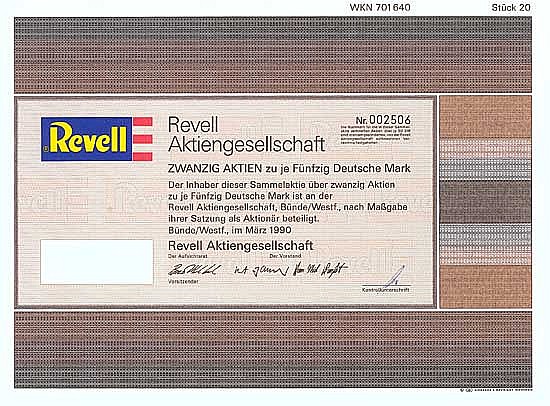 WKN 701640
Stück 20
Revell
Revell
Aktiengesellschaft
Nr. 002506
ZWANZIG AKTIEN zu je Fünfzig Deutsche Mark
Der Inhaber dieser Sammelaktie über zwanzig Aktien
zu je Fünfzig Deutsche Mark ist an der
Revell Aktiengesellschaft, Bünde/Westf., nach Maßgabe
ihrer Satzung als Aktionär beteiligt.
Bünde/Westf., im März 1990
Revell Aktiengesellschaft
Der Aufsichtsrat
Der Vorstand
Vorsitzender
Kontrollunterschrift